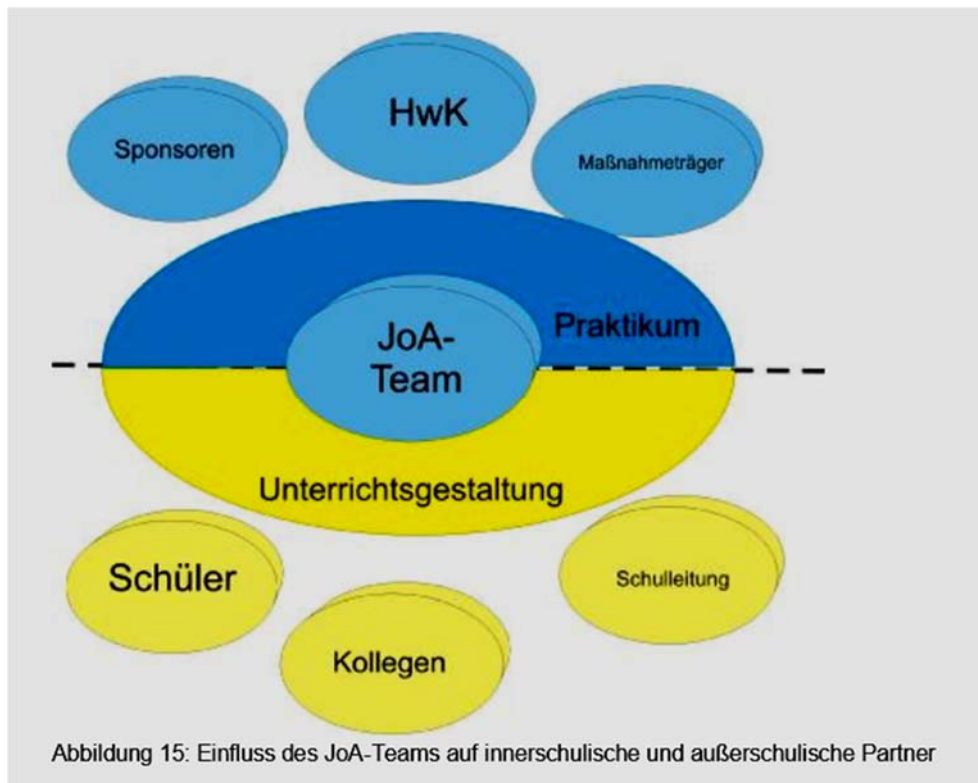 HwK
Sponsoren
Maßnahmeträger
Praktikum
JoA-
Team
Unterrichtsgestaltung
Schüler
Schulleitung
Kollegen
Abbildung 15: Einfluss des JoA-Teams auf innerschulische und außerschulische Partner